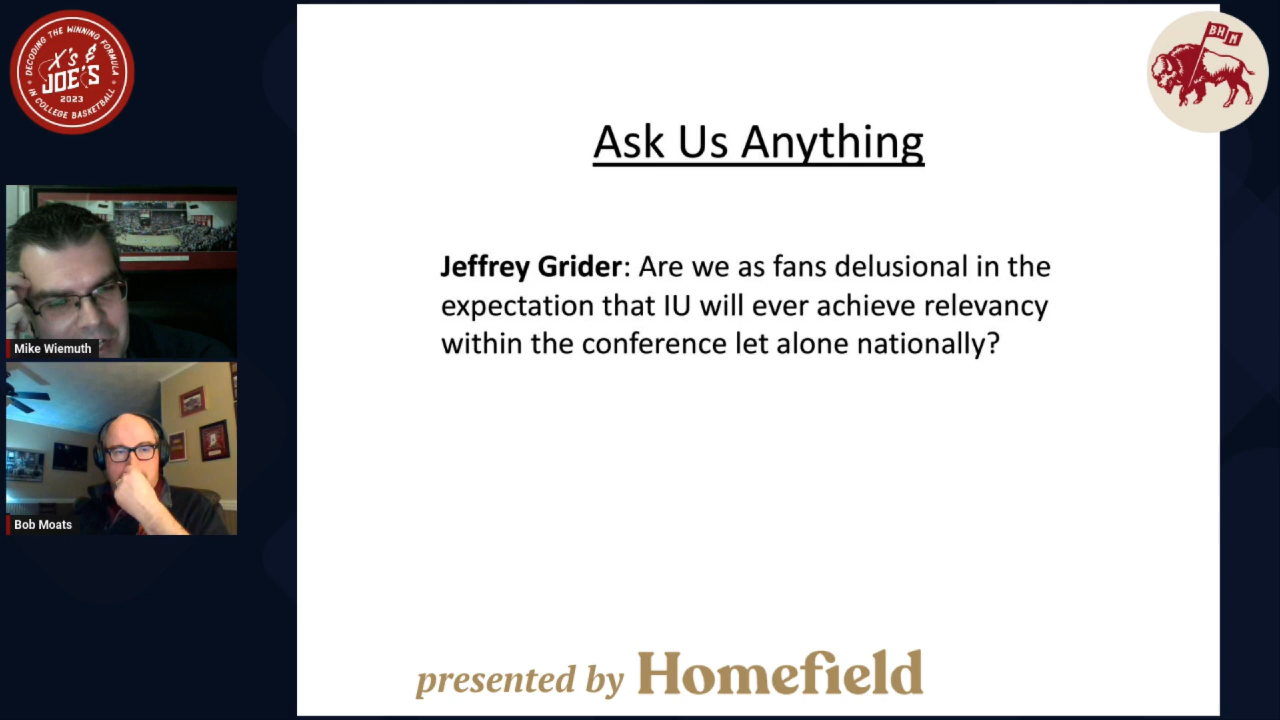 DECODING THE WINNING FORMULA
X's &
JOE'S
2023
IN COLLEGE BASKETBALL
BHM
Ask Us Anything
Jeffrey Grider: Are we as fans delusional in the
expectation that IU will ever achieve relevancy
within the conference let alone nationally?
Mike Wiemuth
Bob Moats
presented by Homefield